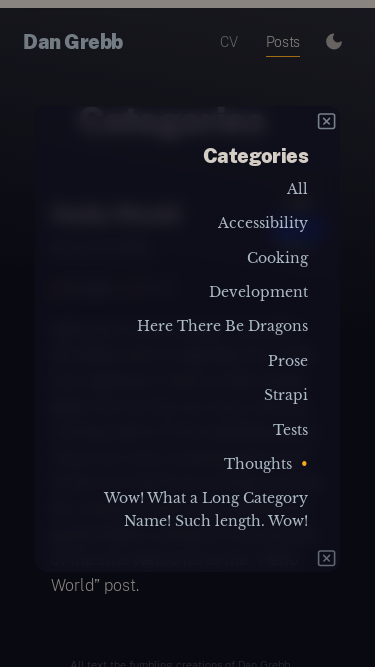 Dan Grebb
CV
Posts
Categories
Categories
All
Accessibility
Cooking
Development
Here There Be Dragons
Prose
Strapi
Tests
Thoughts
Wow! What a Long Category
Name! Such length. Wow!
World” post.
All text the fumbling creations of Dan Grebb